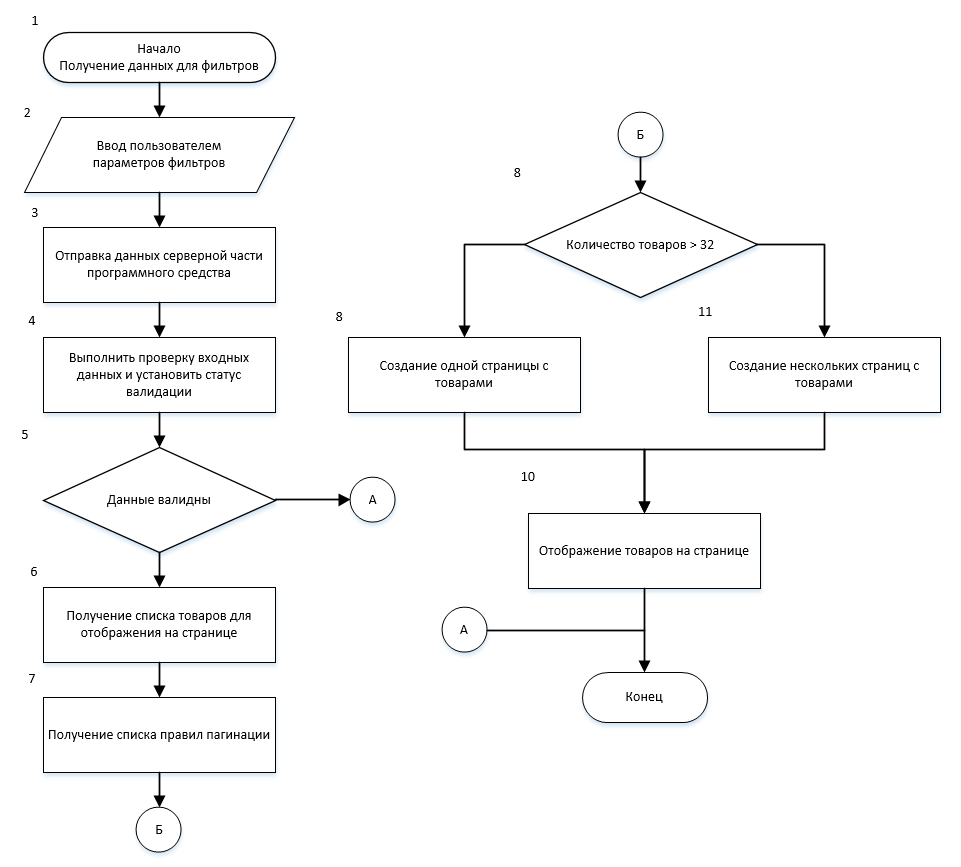 1
Начало
Получение данных для фильтров
2
Ввод пользователем
параметров фильтров
3
Отправка данных серверной части
программного средства
4
Выполнить проверку входных
данных и установить статус
валидации
5
Данные валидны
А
6
Получение списка товаров для
отображения на странице
7
Получение списка правил пагинации
Б
Б
8
Количество товаров > 32
8
Создание одной страницы с
товарами
11
Создание нескольких страниц с
товарами
10
Отображение товаров на странице
А
Конец